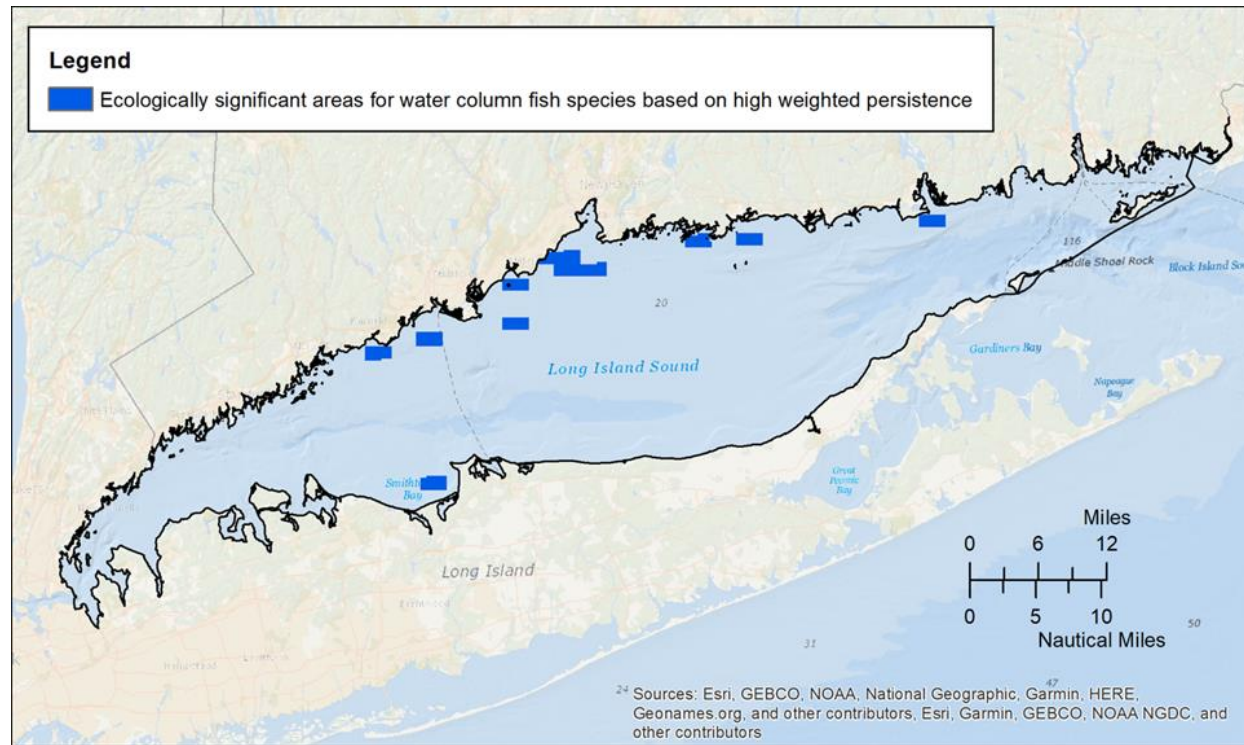 Legend
Ecologically significant areas for water column fish species based on high weighted persistence
116
Middle Shoal Rock
Block Island Sou
20
Long Island Sound
Gardiners Bay
Napeague
Bay
Great
Peconic
Bay
Smitht
Bay
Long Island
Miles
0 6 12
0 5 10
Nautical Miles
50
31
47
24
Sources: Esri, GEBCO, NOAA, National Geographic, Garmin, HERE,
Geonames.org, and other contributors, Esri, Garmin, GEBCO, NOAA NGDC, and
other contributors